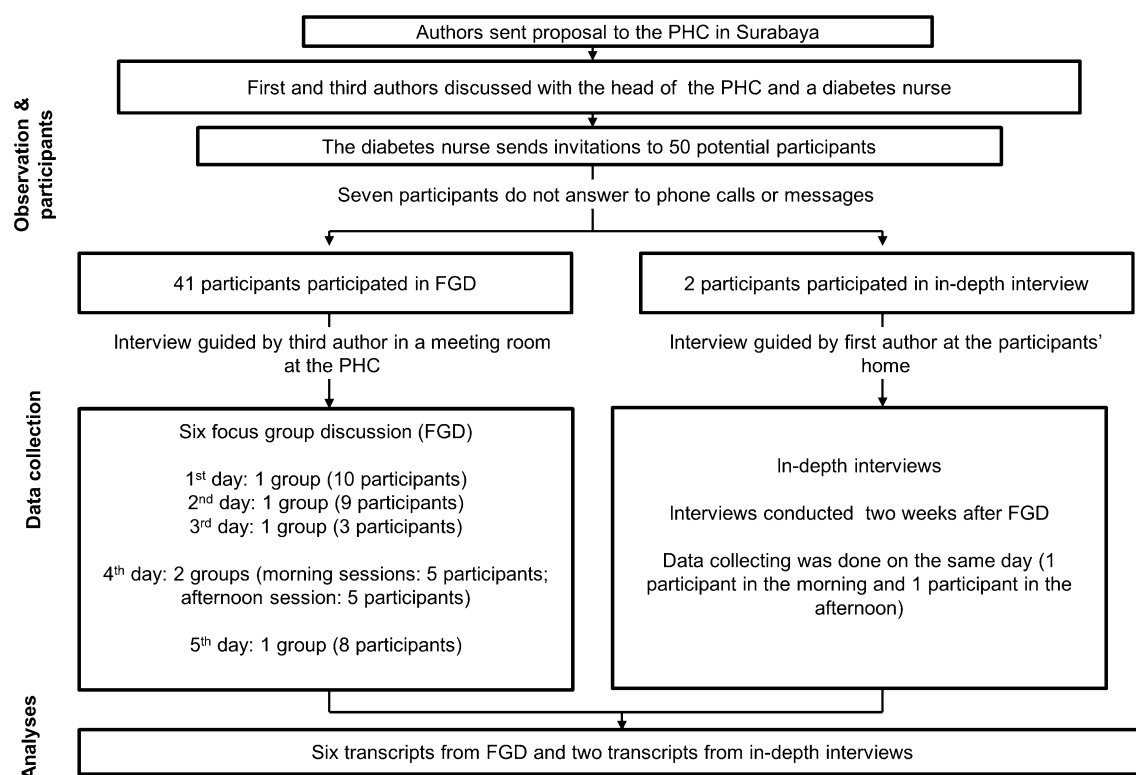 Authors sent proposal to the PHC in Surabaya
First and third authors discussed with the head of the PHC and a diabetes nurse
The diabetes nurse sends invitations to 50 potential participants
Observation &
participants
Seven participants do not answer to phone calls or messages
41 participants participated in FGD
2 participants participated in in-depth interview
Interview guided by third author in a meeting room
at the PHC
Interview guided by first author at the participants’
home
Data collection
Six focus group discussion (FGD)
1st day: 1 group (10 participants)
2nd day: 1 group (9 participants)
3rd day: 1 group (3 participants)
4th day: 2 groups (morning sessions: 5 participants;
afternoon session: 5 participants)
5th day: 1 group (8 participants)
In-depth interviews
Interviews conducted two weeks after FGD
Data collecting was done on the same day (1
participant in the morning and 1 participant in the
afternoon)
Analyses
Six transcripts from FGD and two transcripts from in-depth interviews